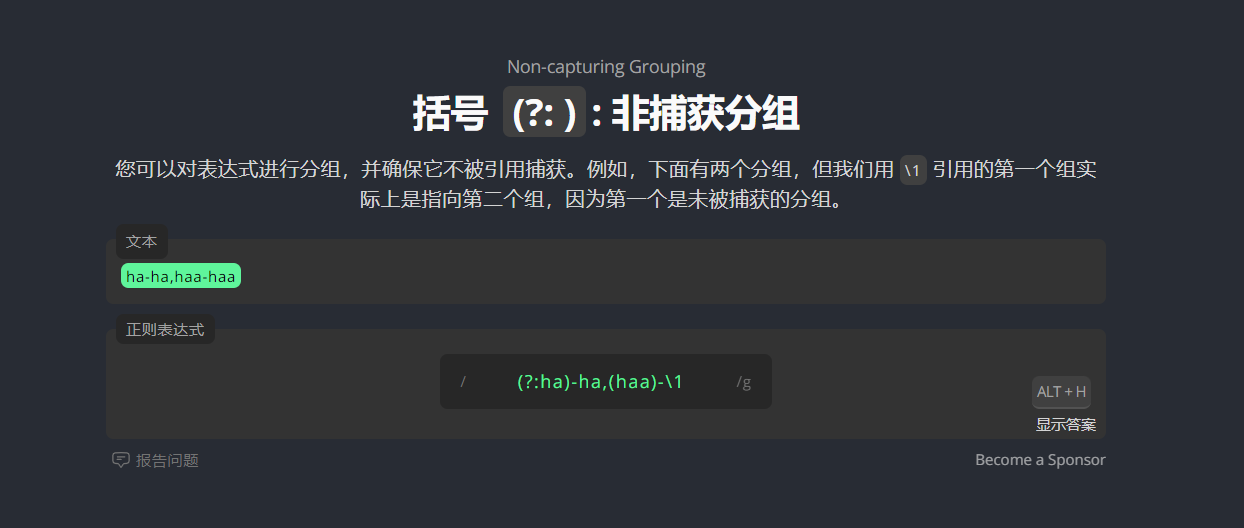 Non-capturing Grouping
括号 (?: ) : 非捕获分组
您可以对表达式进行分组，并确保它不被引用捕获。例如，下面有两个分组，但我们用 \1 引用的第一个组实
际上是指向第二个组，因为第一个是未被捕获的分组。
文本
ha-ha,haa-haa
正则表达式
/ (?:ha)-ha,(haa)-\1 /g
ALT + H
显示答案
报告问题 Become a Sponsor